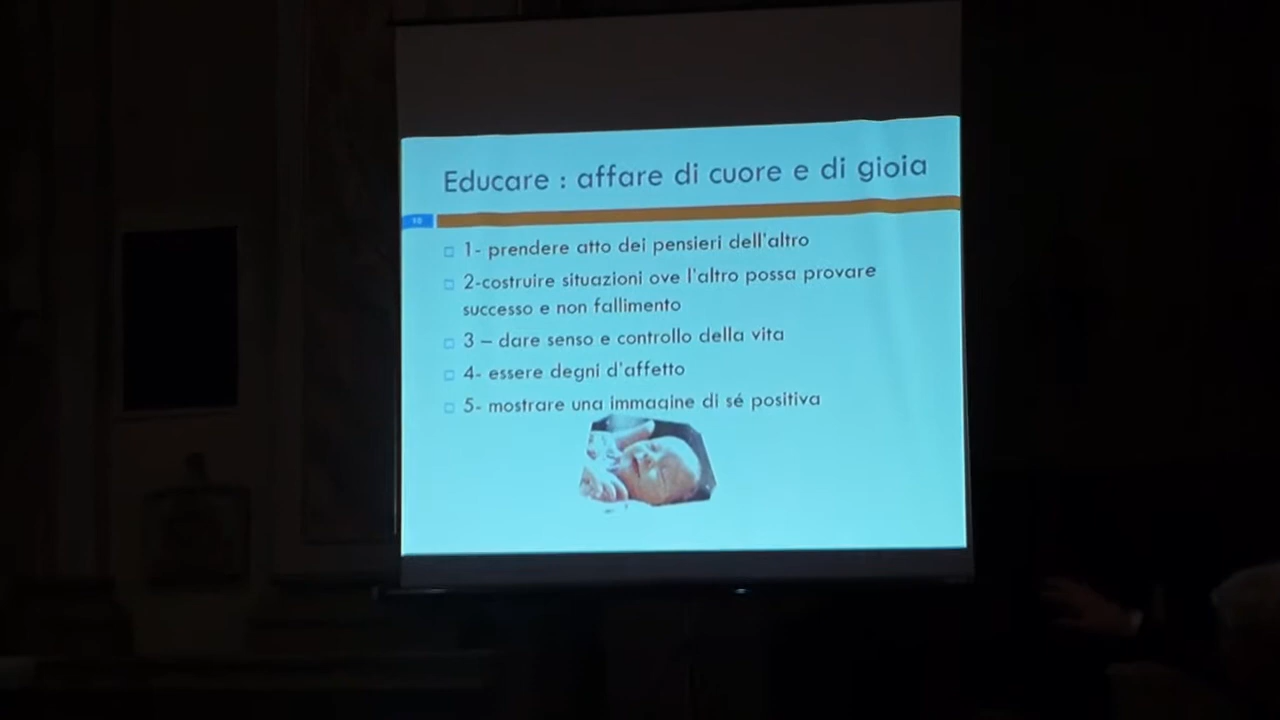 Educare : affare di cuore e di gioia
10
1- prendere atto dei pensieri dell'altro
2-costruire situazioni ove l'altro possa provare
successo e non fallimento
3 – dare senso e controllo della vita
4- essere degni d'affetto
5- mostrare una immagine di sé positiva